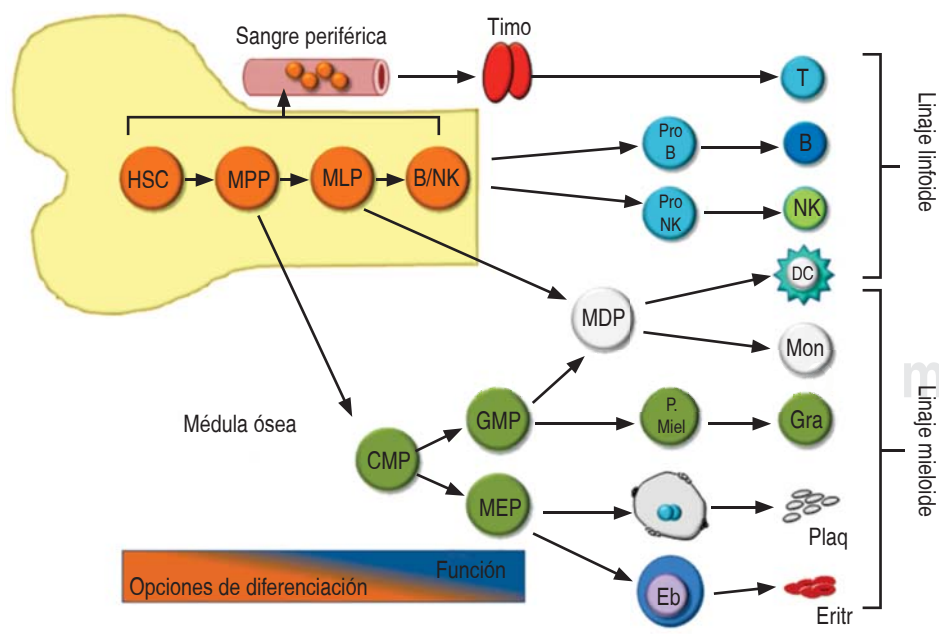 Timo
Sangre periférica
T
Pro
B
B
HSC
MPP
MLP
B/NK
Pro
NK
NK
Linaje linfoide
DC
MDP
Mon
m
Médula ósea
CMP
GMP
P.
Miel
Gra
Linaje mieloide
MEP
Plaq
Función
Opciones de diferenciación
Eb
Eritr